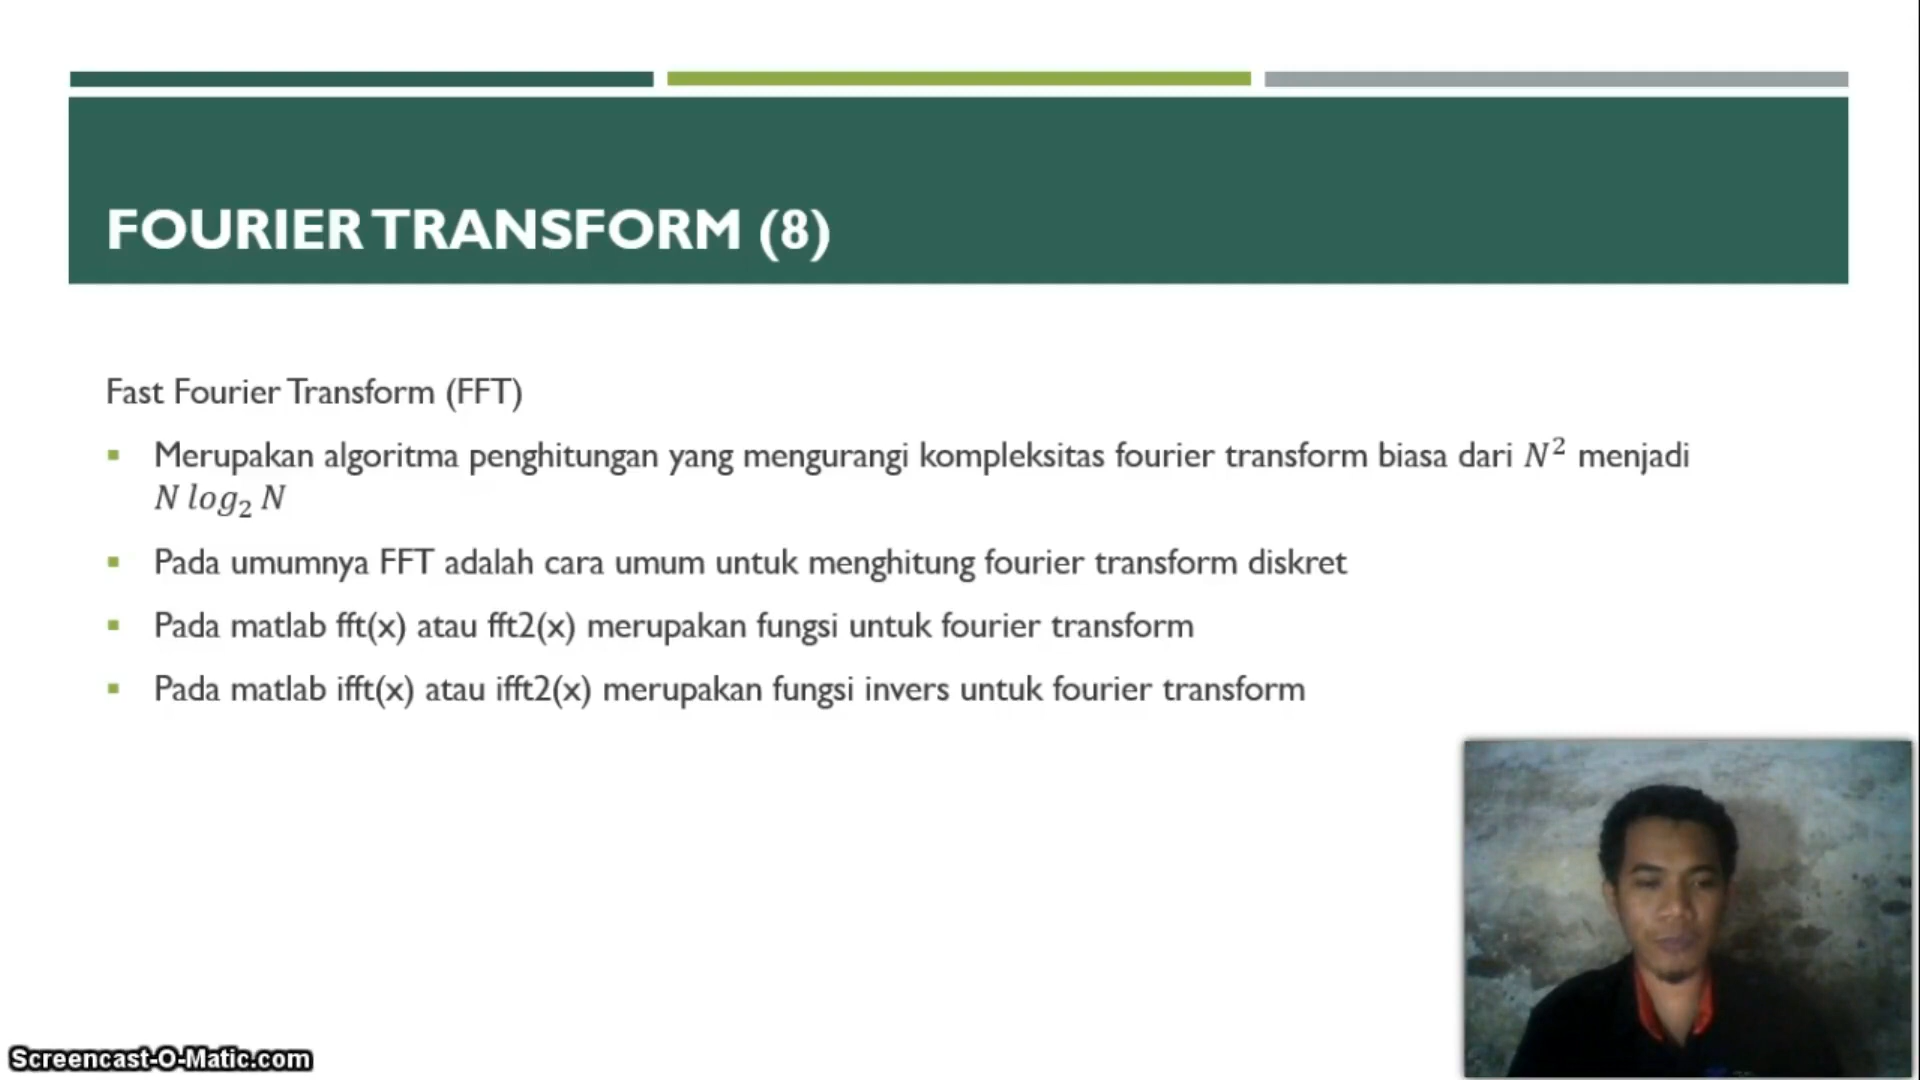 FOURIER TRANSFORM (8)
Fast Fourier Transform (FFT)
▪ Merupakan algoritma penghitungan yang mengurangi kompleksitas fourier transform biasa dari N² menjadi
N log₂ N
▪ Pada umumnya FFT adalah cara umum untuk menghitung fourier transform diskret
▪ Pada matlab fft(x) atau fft2(x) merupakan fungsi untuk fourier transform
▪ Pada matlab ifft(x) atau ifft2(x) merupakan fungsi invers untuk fourier transform
Screencast-O-Matic.com